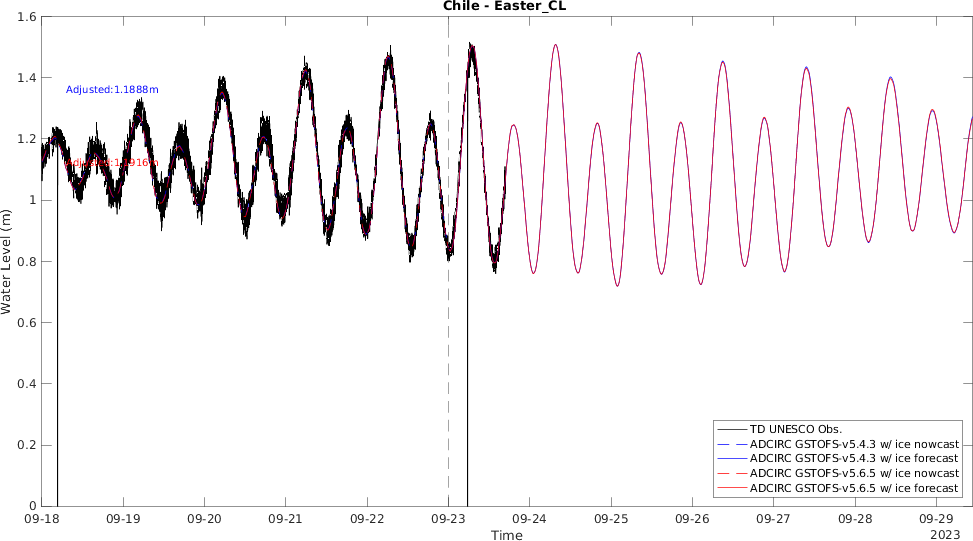 Chile - Easter_CL
Water Level (m)
1.6
1.4
1.2
1
0.8
0.6
0.4
0.2
0
Adjusted:1.1888m
09-18
09-19
09-20
09-21
09-22
09-23
09-24
09-25
09-26
09-27
09-28
09-29
Time
2023
TD UNESCO Obs.
ADCIRC GSTOFS-v5.4.3 w/ ice nowcast
ADCIRC GSTOFS-v5.4.3 w/ ice forecast
ADCIRC GSTOFS-v5.6.5 w/ ice nowcast
ADCIRC GSTOFS-v5.6.5 w/ ice forecast